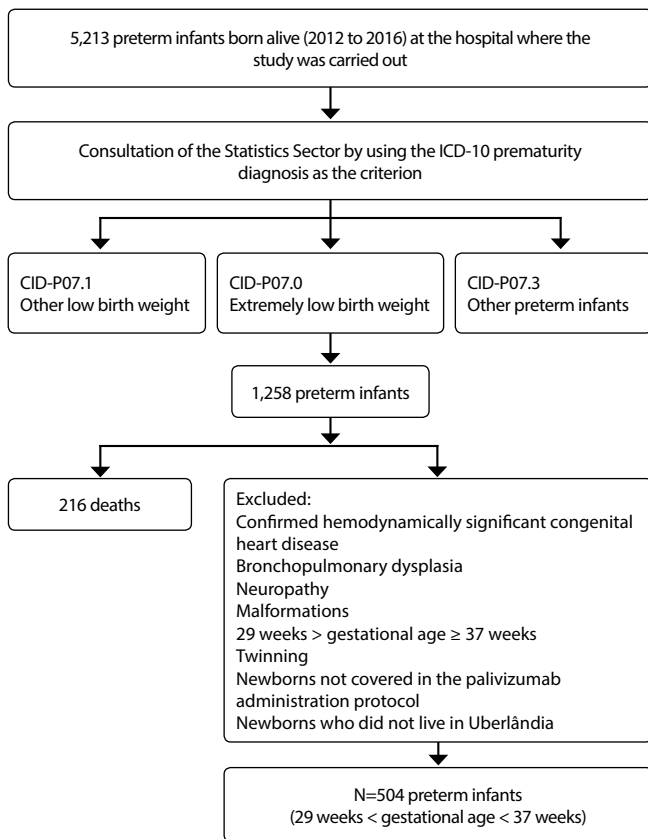 5,213 preterm infants born alive (2012 to 2016) at the hospital where the
study was carried out
Consultation of the Statistics Sector by using the ICD-10 prematurity
diagnosis as the criterion
CID-P07.1
Other low birth weight
CID-P07.0
Extremely low birth weight
CID-P07.3
Other preterm infants
1,258 preterm infants
216 deaths
Excluded:
Confirmed hemodynamically significant congenital
heart disease
Bronchopulmonary dysplasia
Neuropathy
Malformations
29 weeks > gestational age ≥ 37 weeks
Twinning
Newborns not covered in the palivizumab
administration protocol
Newborns who did not live in Uberlândia
N=504 preterm infants
(29 weeks < gestational age < 37 weeks)